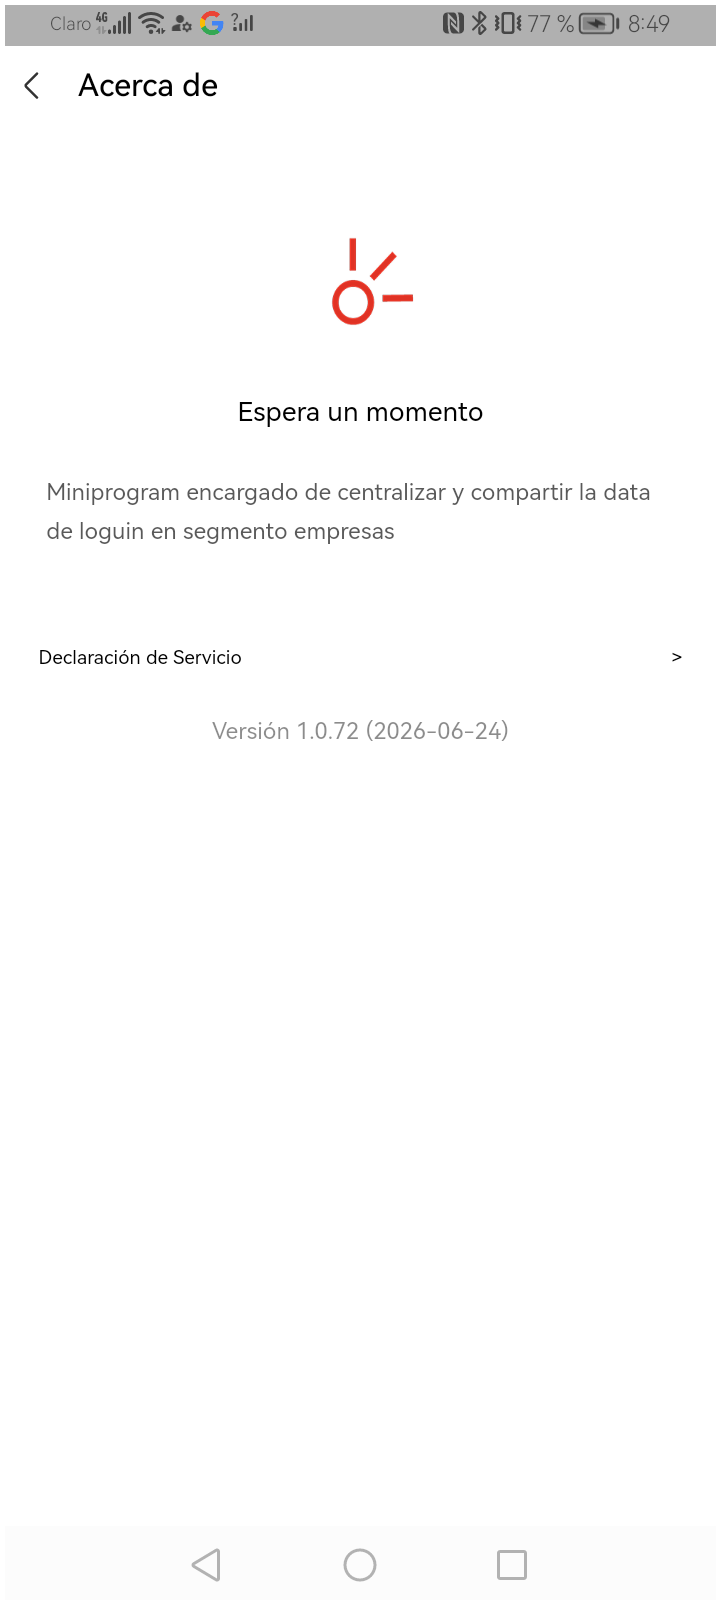 Claro 4G ? 77 % 8:49
Acerca de
Espera un momento
Miniprogram encargado de centralizar y compartir la data
de loguin en segmento empresas
Declaración de Servicio >
Versión 1.0.72 (2026-06-24)